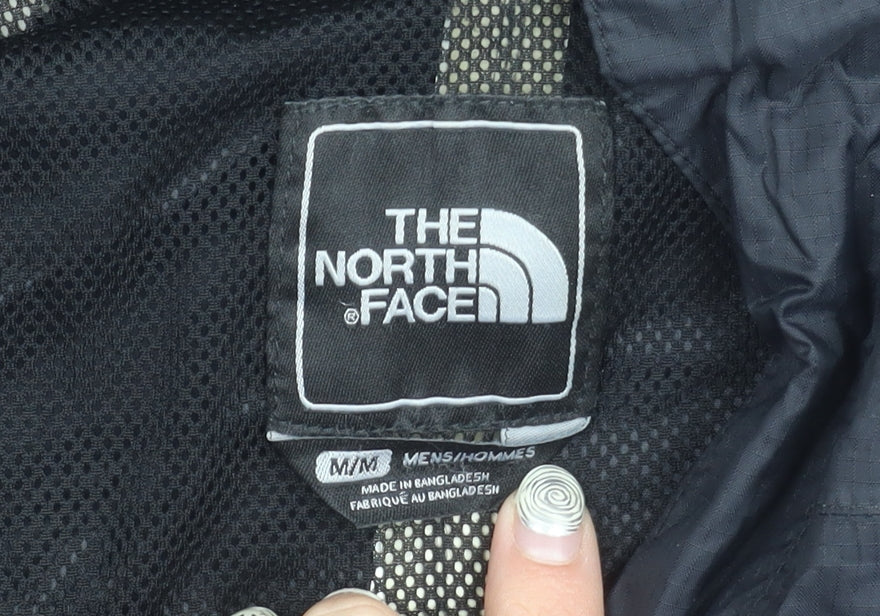 THE
NORTH
®FACE
M/M MENS/HOMMES
MADE IN BANGLADESH
FABRIQUÉ AU BANGLADESH